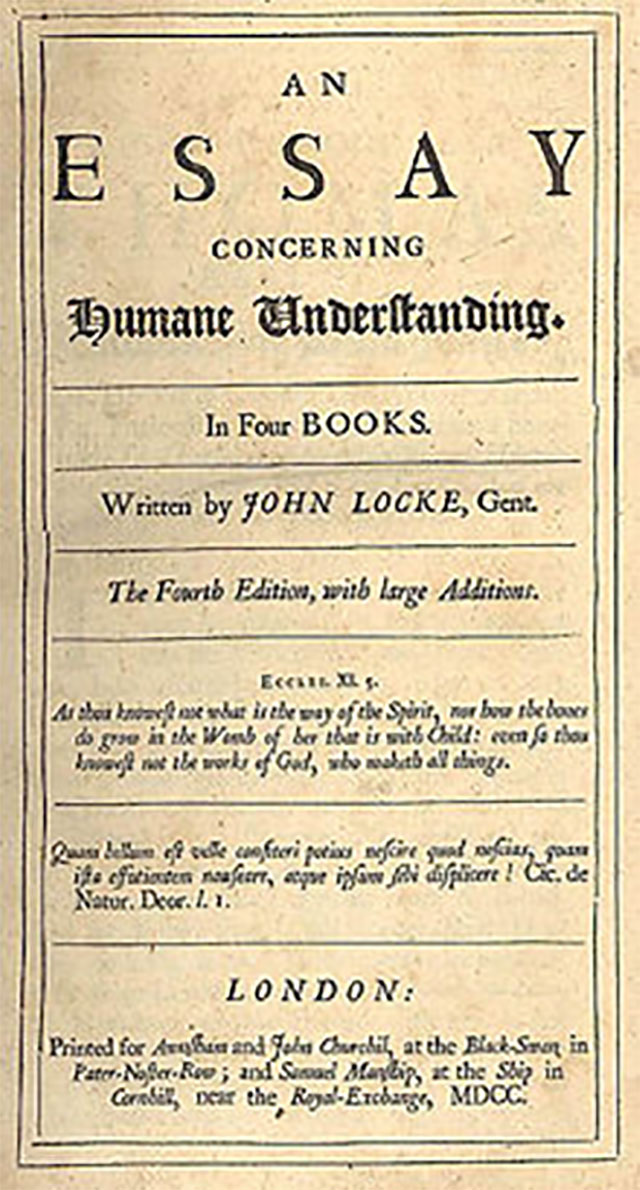 AN
ESSAY
CONCERNING
Humane Underſtanding.
In Four BOOKS.
Written by JOHN LOCKE, Gent.
The Fourth Edition, with large Additions.
ECCLES. XI. 5.
As thou knoweſt not what is the way of the Spirit, nor how the bones
do grow in the Womb of her that is with Child: even ſo thou
knoweſt not the works of God, who maketh all things.
Quam bellum eſt velle confiteri potius neſcire quod neſcias, quam
iſta effutientem nauſeare, atque ipſum ſibi diſplicere! Cic. de
Natur. Deor. l. 1.
LONDON:
Printed for Awnſham and John Churchil, at the Black-Swan in
Pater-Noſter-Row; and Samuel Manſhip, at the Ship in
Cornhill, near the Royal-Exchange, MDCC.